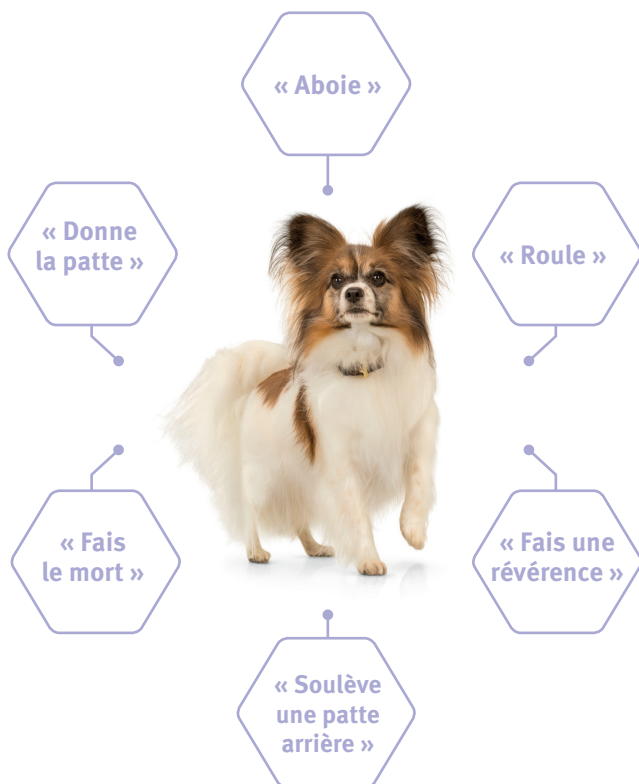 « Aboie »
« Donne
la patte »
« Roule »
« Fais
le mort »
« Fais une
révérence »
« Soulève
une patte
arrière »